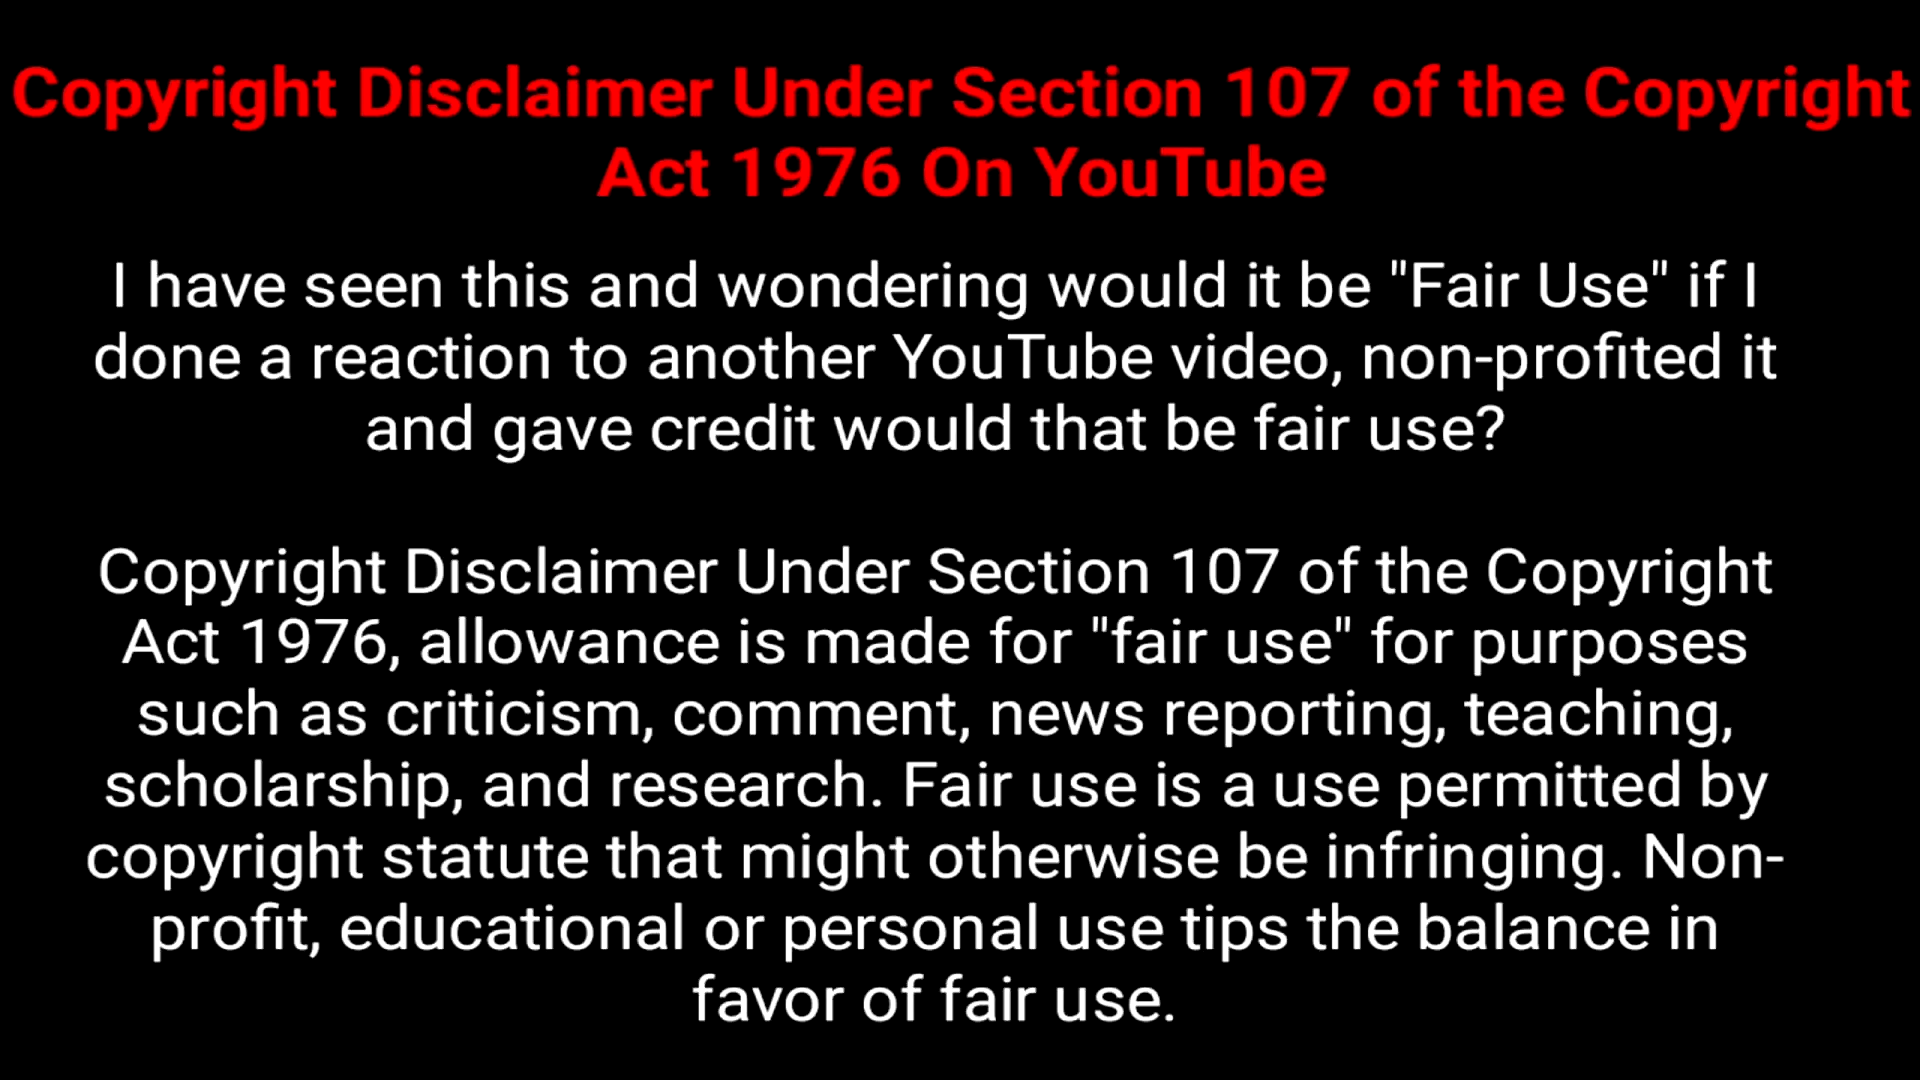 Copyright Disclaimer Under Section 107 of the Copyright
Act 1976 On YouTube
I have seen this and wondering would it be "Fair Use" if I
done a reaction to another YouTube video, non-profited it
and gave credit would that be fair use?
Copyright Disclaimer Under Section 107 of the Copyright
Act 1976, allowance is made for "fair use" for purposes
such as criticism, comment, news reporting, teaching,
scholarship, and research. Fair use is a use permitted by
copyright statute that might otherwise be infringing. Non-
profit, educational or personal use tips the balance in
favor of fair use.